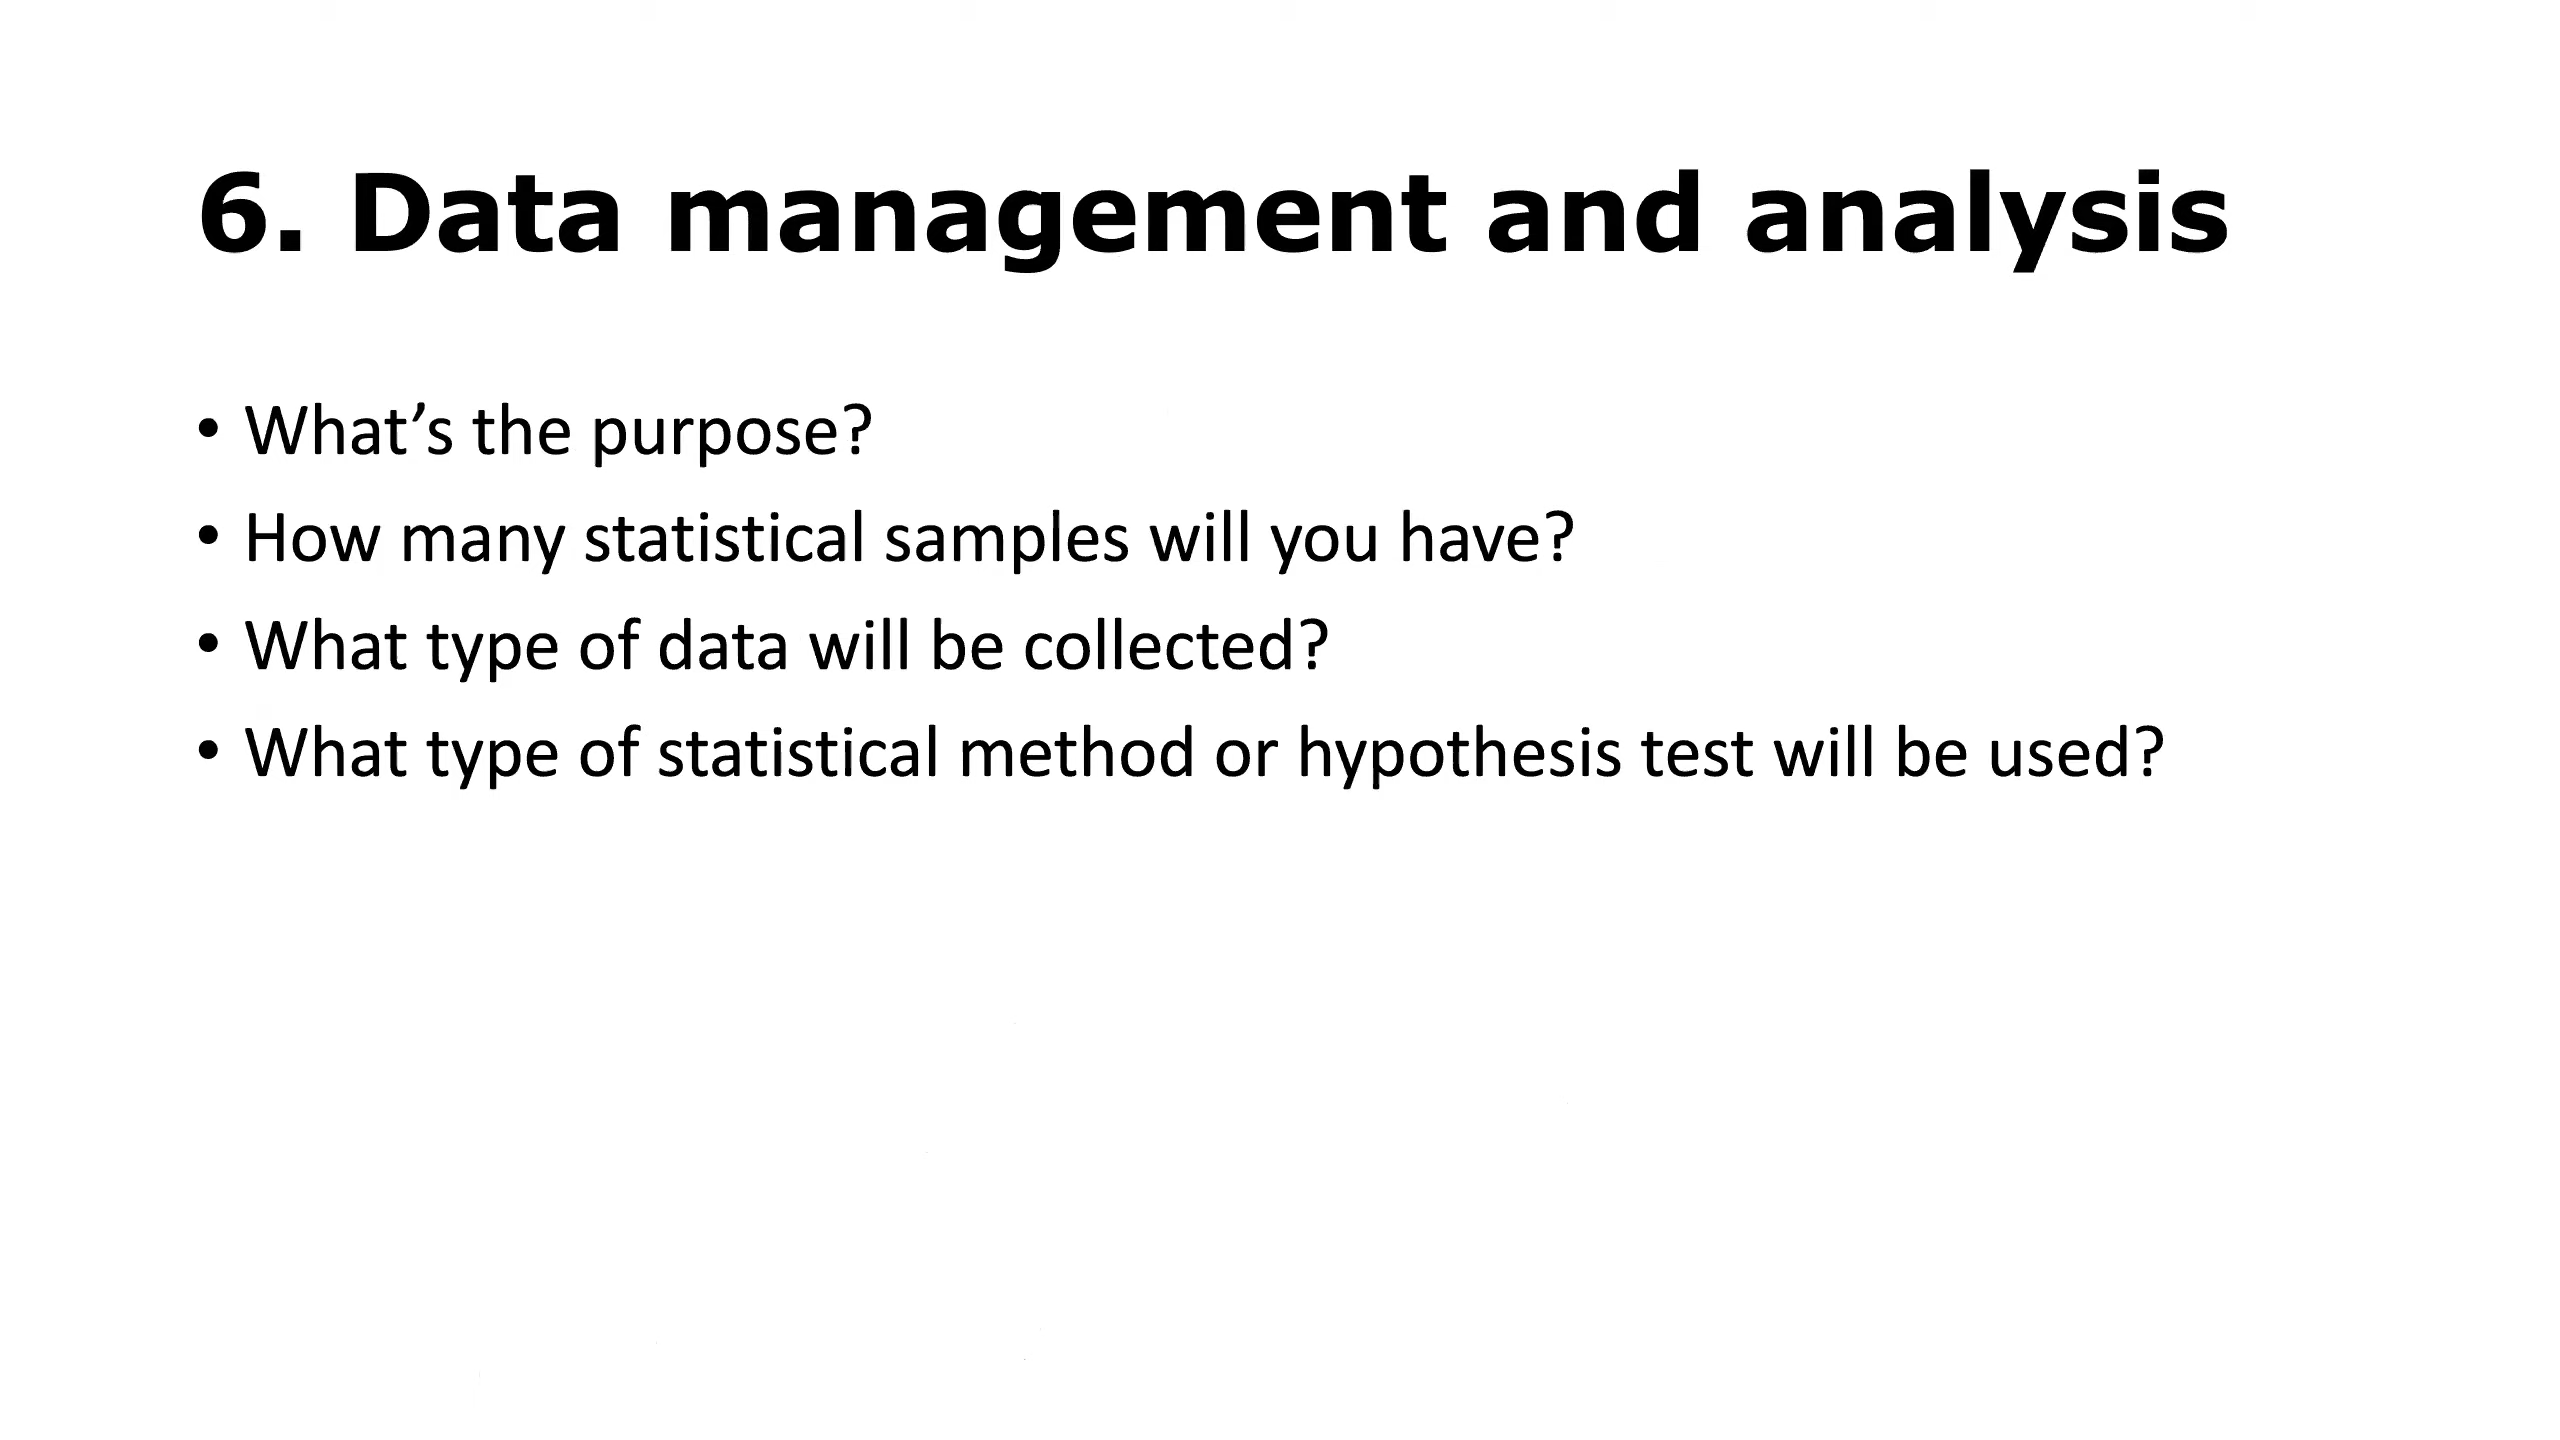 6. Data management and analysis
• What’s the purpose?
• How many statistical samples will you have?
• What type of data will be collected?
• What type of statistical method or hypothesis test will be used?